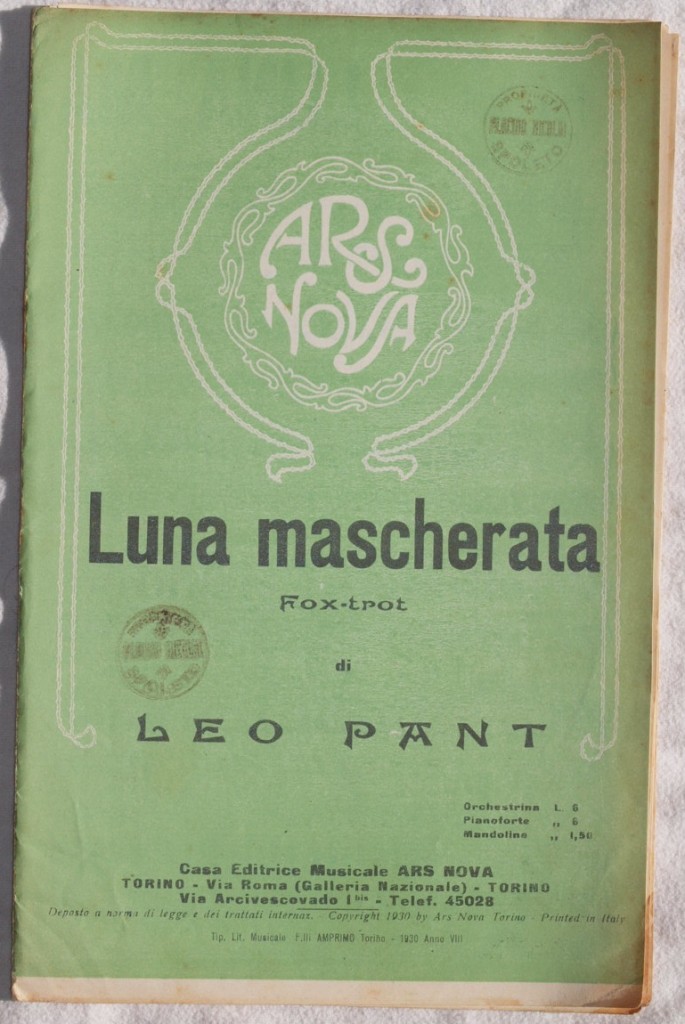 PROPRIETÀ
SPOLETO
ARS
NOVA
Luna mascherata
Fox-trot
di
LEO PANT
SPOLETO
Orchestrina L. 6
Pianoforte „ 6
Mandolino „ 1,50
Casa Editrice Musicale ARS NOVA
TORINO - Via Roma (Galleria Nazionale) - TORINO
Via Arcivescovado 1bis - Telef. 45028
Deposto a norma di legge e dei trattati internaz. Copyright 1930 by Ars Nova Torino - Printed in Italy
Tip. Lit. Musicale F.lli AMPRIMO Torino - 1930 Anno VIII